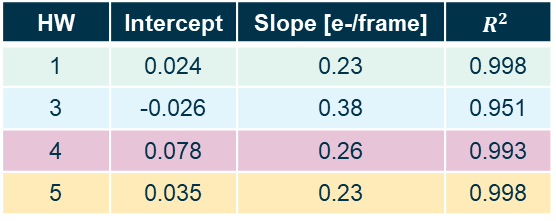 HW Intercept Slope [e-/frame] R²
1 0.024 0.23 0.998
3 -0.026 0.38 0.951
4 0.078 0.26 0.993
5 0.035 0.23 0.998